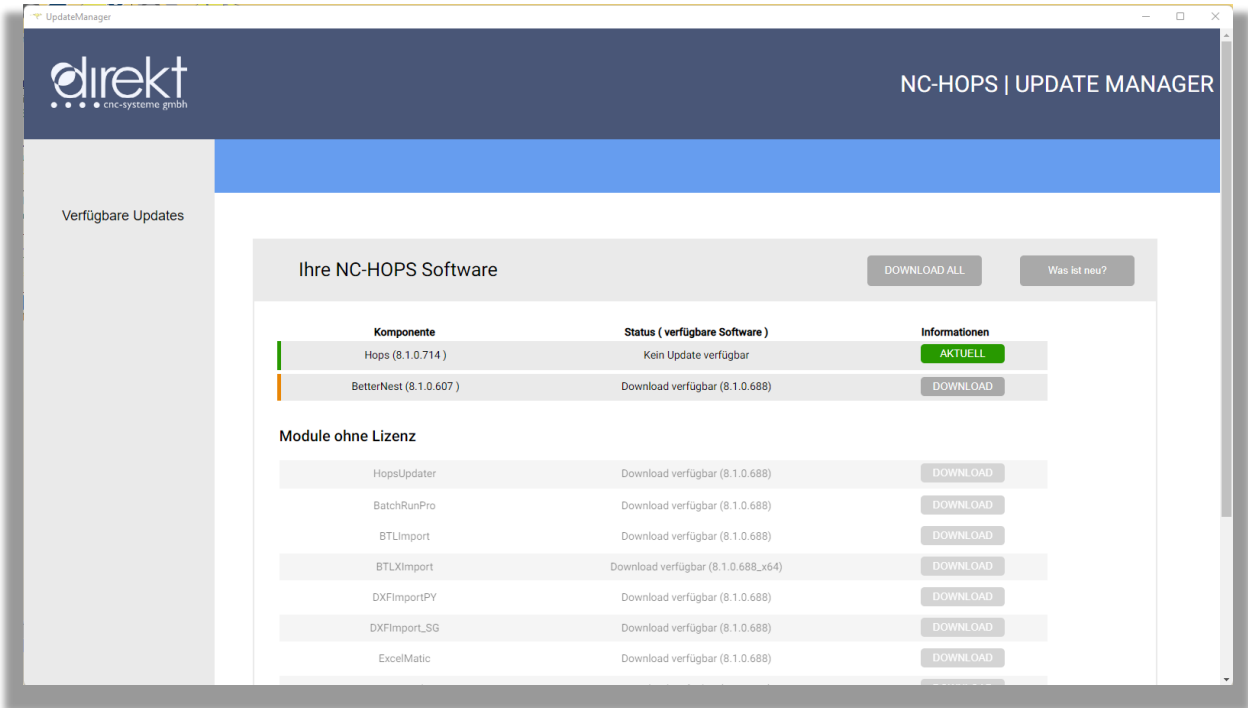 UpdateManager
direkt
cnc-systeme gmbh
NC-HOPS | UPDATE MANAGER
Verfügbare Updates
Ihre NC-HOPS Software
DOWNLOAD ALL
Was ist neu?
Komponente Status ( verfügbare Software ) Informationen
Hops (8.1.0.714 ) Kein Update verfügbar AKTUELL
BetterNest (8.1.0.607 ) Download verfügbar (8.1.0.688) DOWNLOAD
Module ohne Lizenz
HopsUpdater Download verfügbar (8.1.0.688) DOWNLOAD
BatchRunPro Download verfügbar (8.1.0.688) DOWNLOAD
BTLImport Download verfügbar (8.1.0.688) DOWNLOAD
BTLXImport Download verfügbar (8.1.0.688_x64) DOWNLOAD
DXFImportPY Download verfügbar (8.1.0.688) DOWNLOAD
DXFImport_SG Download verfügbar (8.1.0.688) DOWNLOAD
ExcelMatic Download verfügbar (8.1.0.688) DOWNLOAD